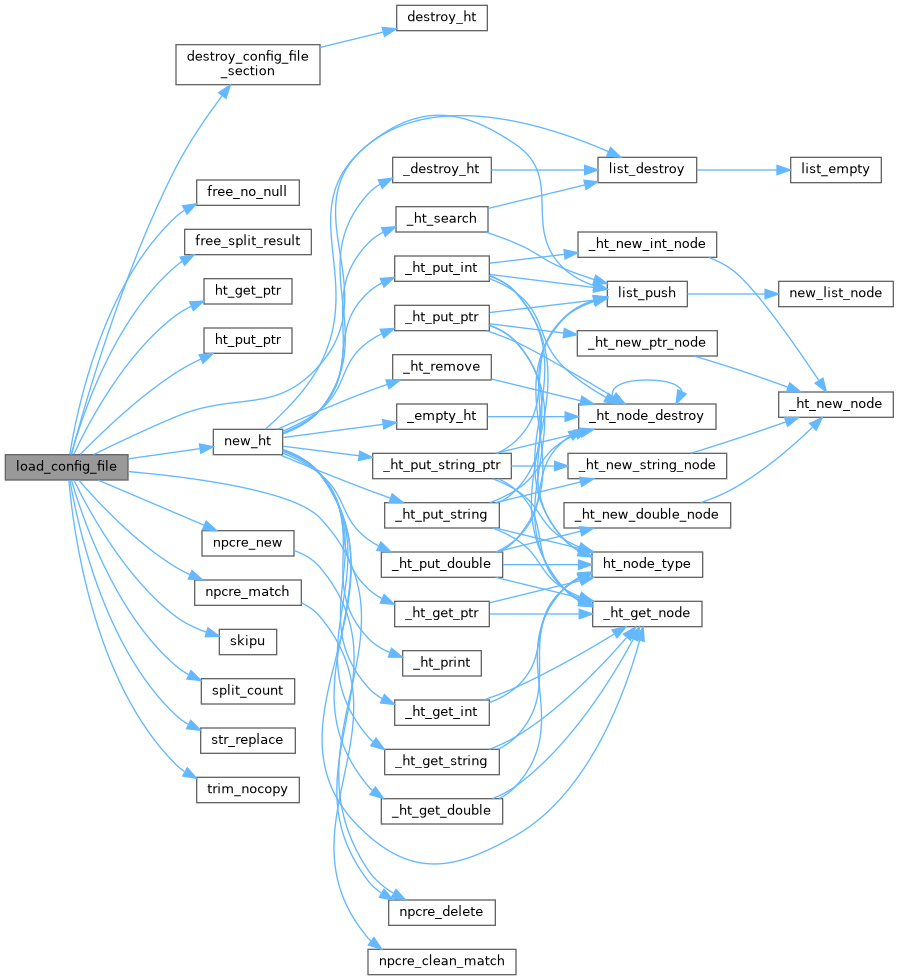 load_config_file
destroy_config_file
_section
free_no_null
free_split_result
ht_get_ptr
ht_put_ptr
new_ht
npcre_new
npcre_match
skipu
split_count
str_replace
trim_nocopy
destroy_ht
_destroy_ht
_ht_search
_ht_put_int
_ht_put_ptr
_ht_remove
_empty_ht
_ht_put_string_ptr
_ht_put_string
_ht_put_double
_ht_get_ptr
_ht_print
_ht_get_int
_ht_get_string
_ht_get_double
npcre_delete
npcre_clean_match
list_destroy
_ht_new_int_node
list_push
_ht_new_ptr_node
_ht_node_destroy
_ht_new_string_node
_ht_new_double_node
ht_node_type
_ht_get_node
list_empty
new_list_node
_ht_new_node